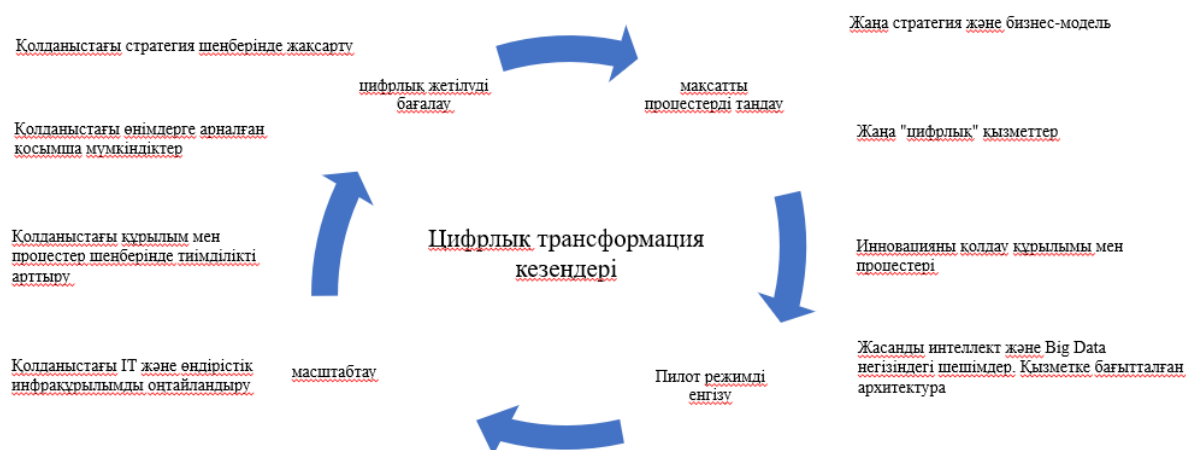 Қолданыстағы стратегия шенберінде жақсарту
Жаңа стратегия және бизнес-модель
цифрлық жетілуді
бағалау
мақсатты
процестерді таңдау
Қолданыстағы өнімдерге арналған
қосымша мүмкіндіктер
Жаңа "цифрлық" қызметтер
Қолданыстағы құрылым мен
процестер шенберінде тиімділікті
арттыру
Цифрлық трансформация
кезеңдері
Инновацияны қолдау құрылымы мен
процестері
Қолданыстағы IT және өндірістік
инфрақұрылымды оңтайландыру
масштабтау
Пилот режимді
енгізу
Жасанды интеллект және Big Data
негізіндегі шешімдер. Қызметке бағытталған
архитектура